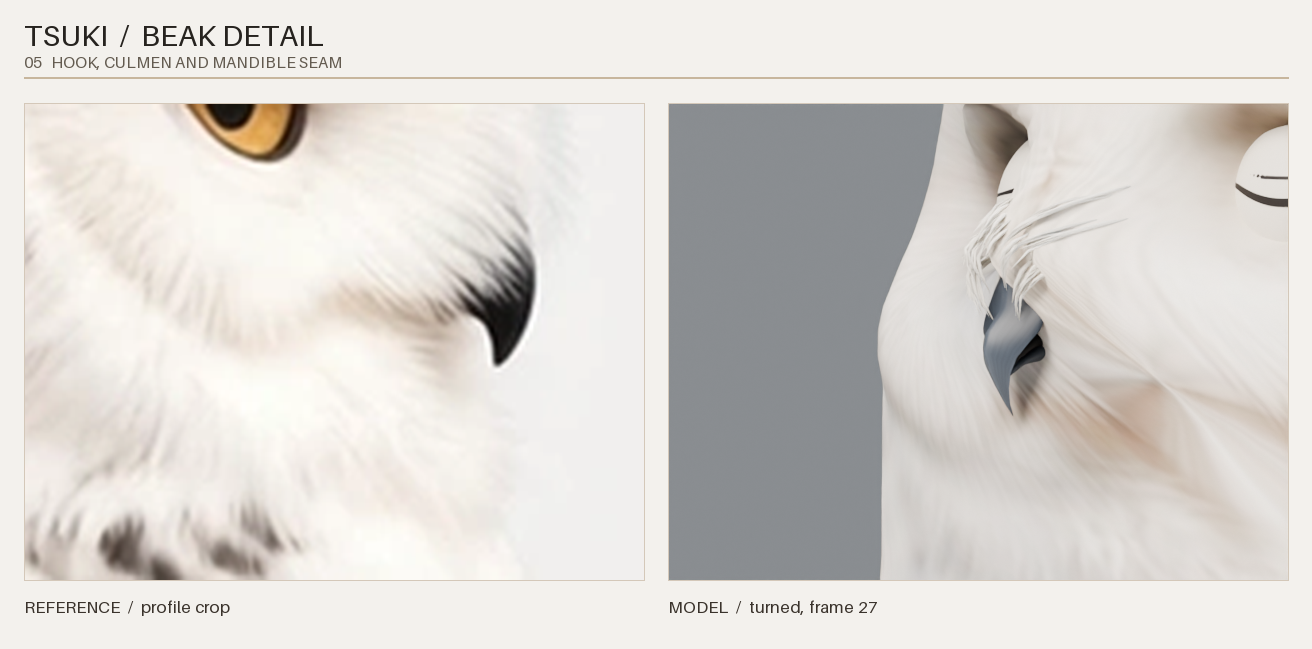 TSUKI / BEAK DETAIL
05 HOOK, CULMEN AND MANDIBLE SEAM
REFERENCE / profile crop
MODEL / turned, frame 27